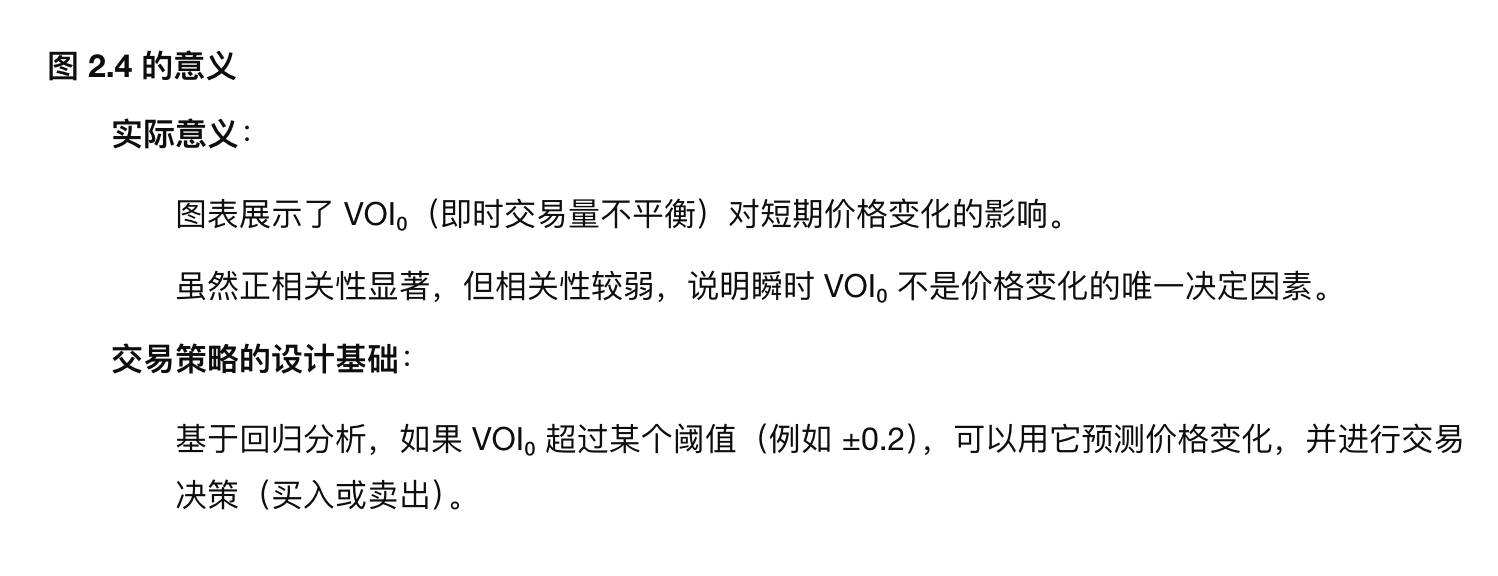 图 2.4 的意义
实际意义：
图表展示了 VOI₀（即时交易量不平衡）对短期价格变化的影响。
虽然正相关性显著，但相关性较弱，说明瞬时 VOI₀ 不是价格变化的唯一决定因素。
交易策略的设计基础：
基于回归分析，如果 VOI₀ 超过某个阈值（例如 ±0.2），可以用它预测价格变化，并进行交易
决策（买入或卖出）。